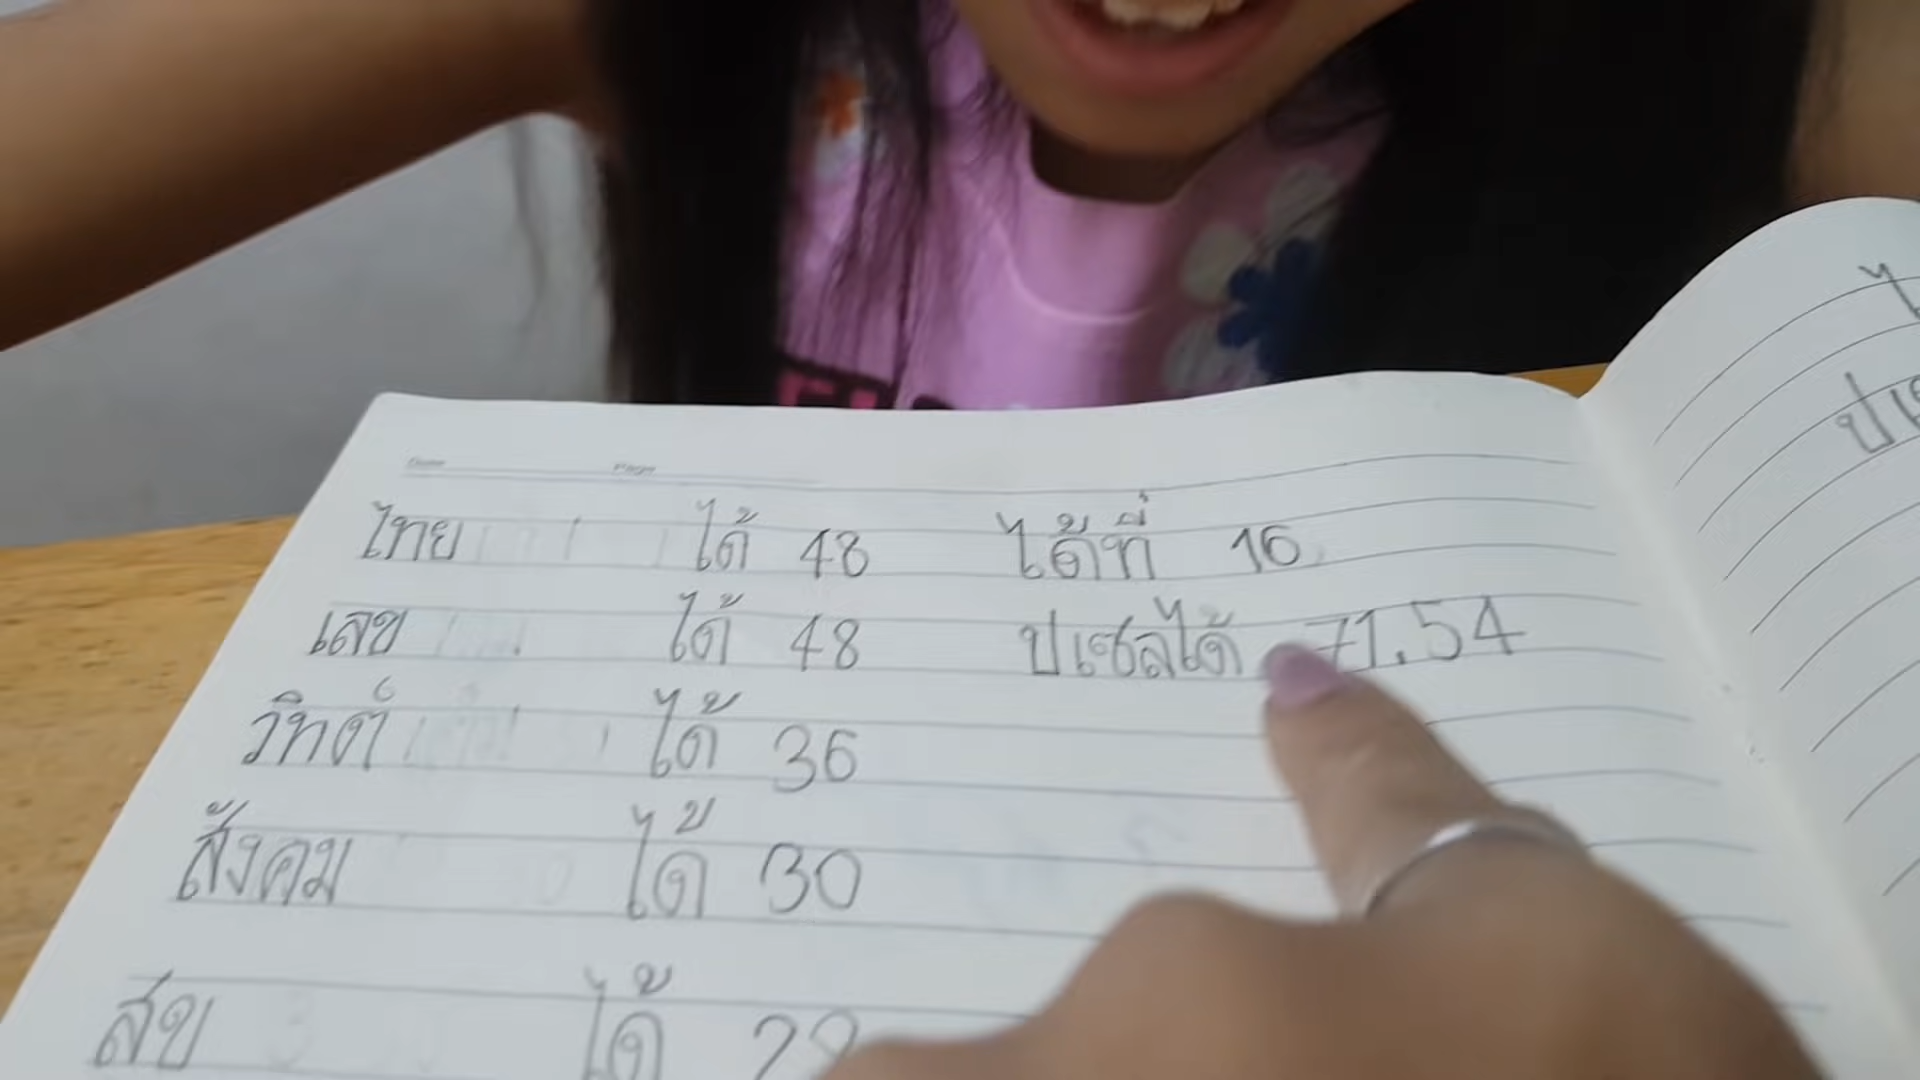 Date Page
ไทย ได้ 48 ได้ที่ 16
เลข ได้ 48 ปเซลได้ 71.54
วิทต์ ได้ 36
สังคม ได้ 30
สุข ได้